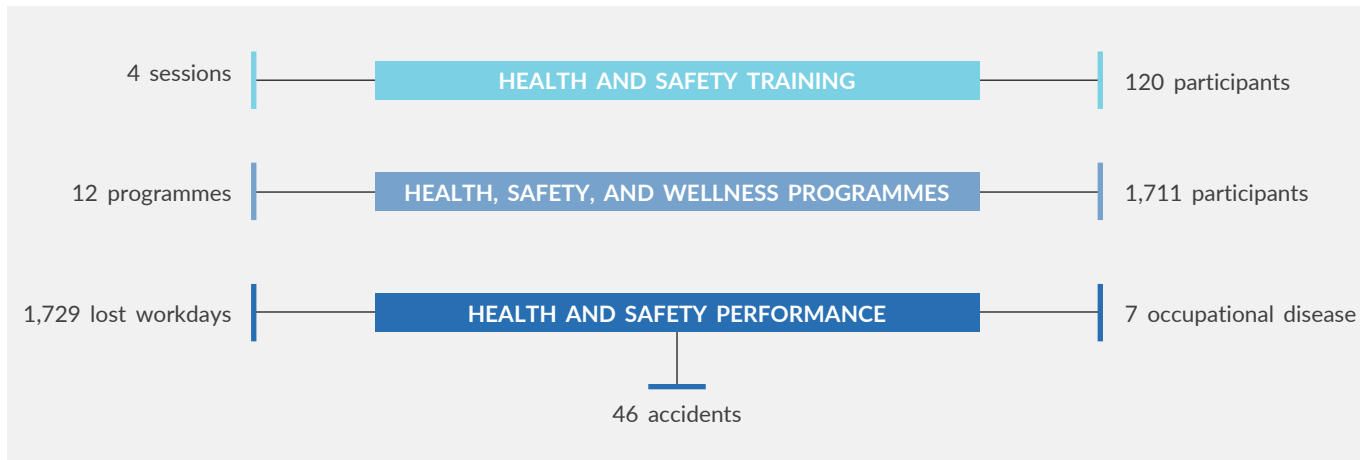 4 sessions
HEALTH AND SAFETY TRAINING
120 participants
12 programmes
HEALTH, SAFETY, AND WELLNESS PROGRAMMES
1,711 participants
1,729 lost workdays
HEALTH AND SAFETY PERFORMANCE
7 occupational disease
46 accidents